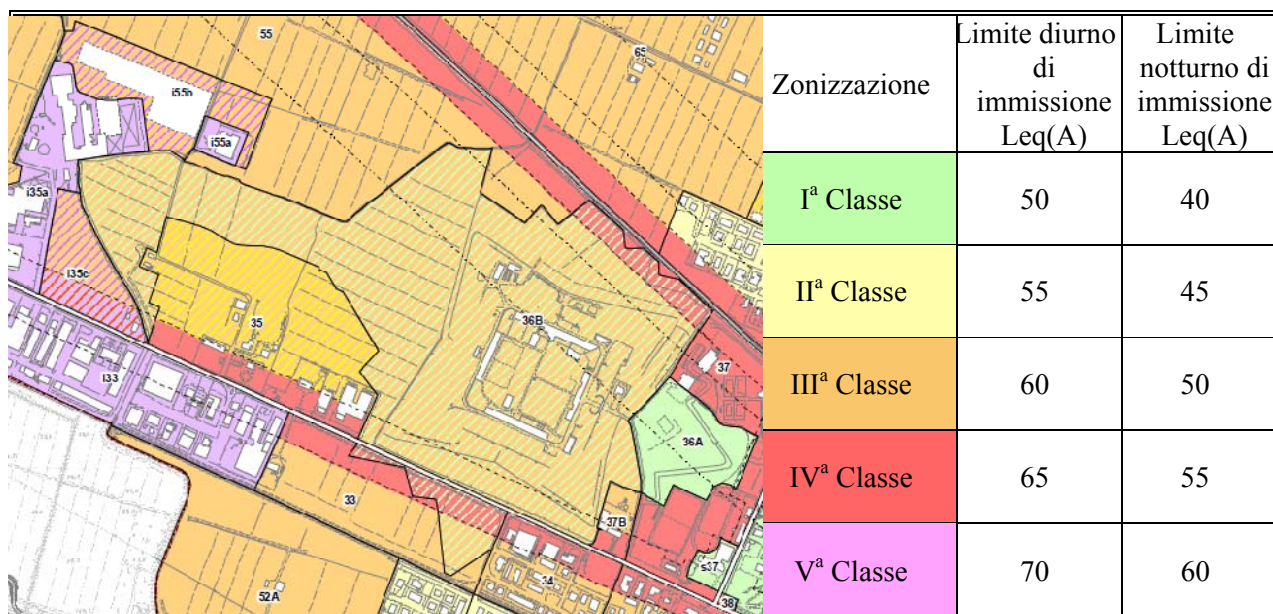 55
65
i55b
i55a
i35a
i35c
35
36B
37
i33
36A
33
37B
s37
34
38
52A
Zonizzazione
Limite diurno
di
immissione
Leq(A)
Limite
notturno di
immissione
Leq(A)
Iª Classe
50
40
IIª Classe
55
45
IIIª Classe
60
50
IVª Classe
65
55
Vª Classe
70
60